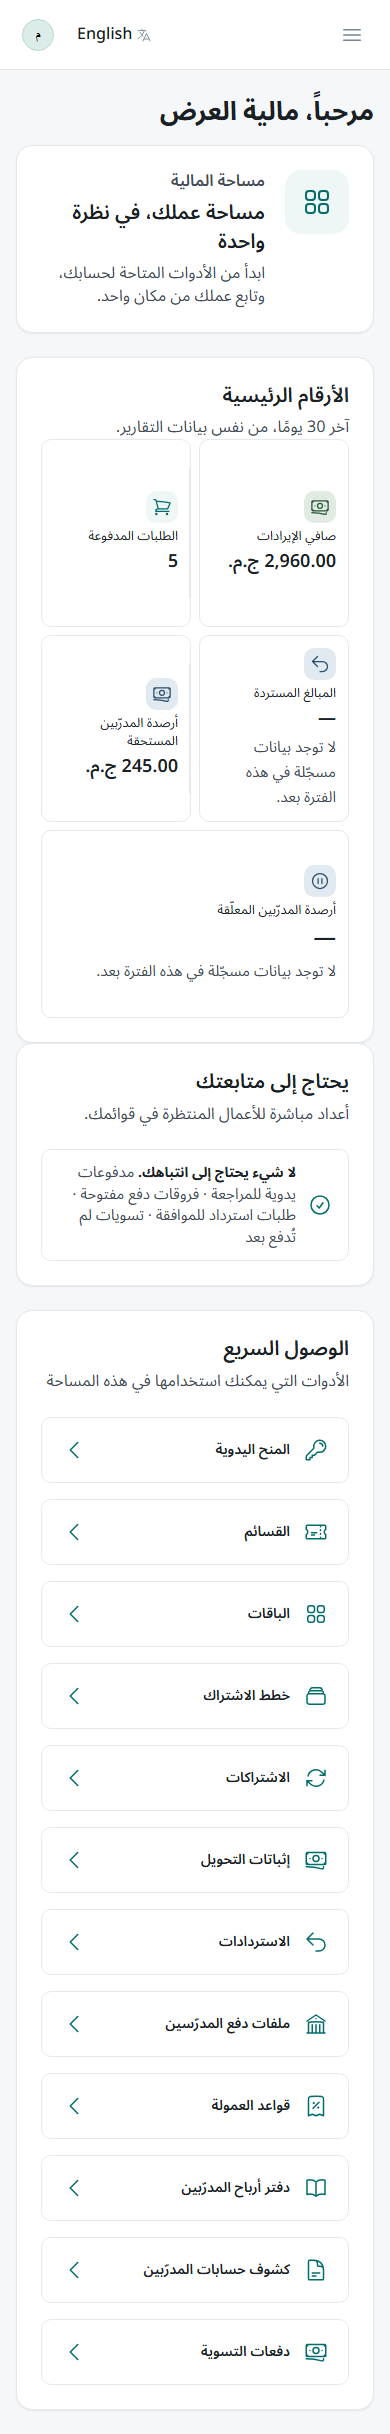 م
English
مرحباً، مالية العرض
مساحة المالية
مساحة عملك، في نظرة
واحدة
ابدأ من الأدوات المتاحة لحسابك،
وتابع عملك من مكان واحد.
الأرقام الرئيسية
آخر 30 يومًا، من نفس بيانات التقارير.
صافي الإيرادات
2,960.00 ج.م.
الطلبات المدفوعة
5
المبالغ المستردة
—
لا توجد بيانات
مسجّلة في هذه
الفترة بعد.
أرصدة المدرّبين
المستحقة
245.00 ج.م.
أرصدة المدرّبين المعلّقة
—
لا توجد بيانات مسجّلة في هذه الفترة بعد.
يحتاج إلى متابعتك
أعداد مباشرة للأعمال المنتظرة في قوائمك.
لا شيء يحتاج إلى انتباهك. مدفوعات
يدوية للمراجعة · فروقات دفع مفتوحة ·
طلبات استرداد للموافقة · تسويات لم
تُدفع بعد
الوصول السريع
الأدوات التي يمكنك استخدامها في هذه المساحة
المنح اليدوية
القسائم
الباقات
خطط الاشتراك
الاشتراكات
إثباتات التحويل
الاستردادات
ملفات دفع المدرّسين
قواعد العمولة
دفتر أرباح المدرّبين
كشوف حسابات المدرّبين
دفعات التسوية